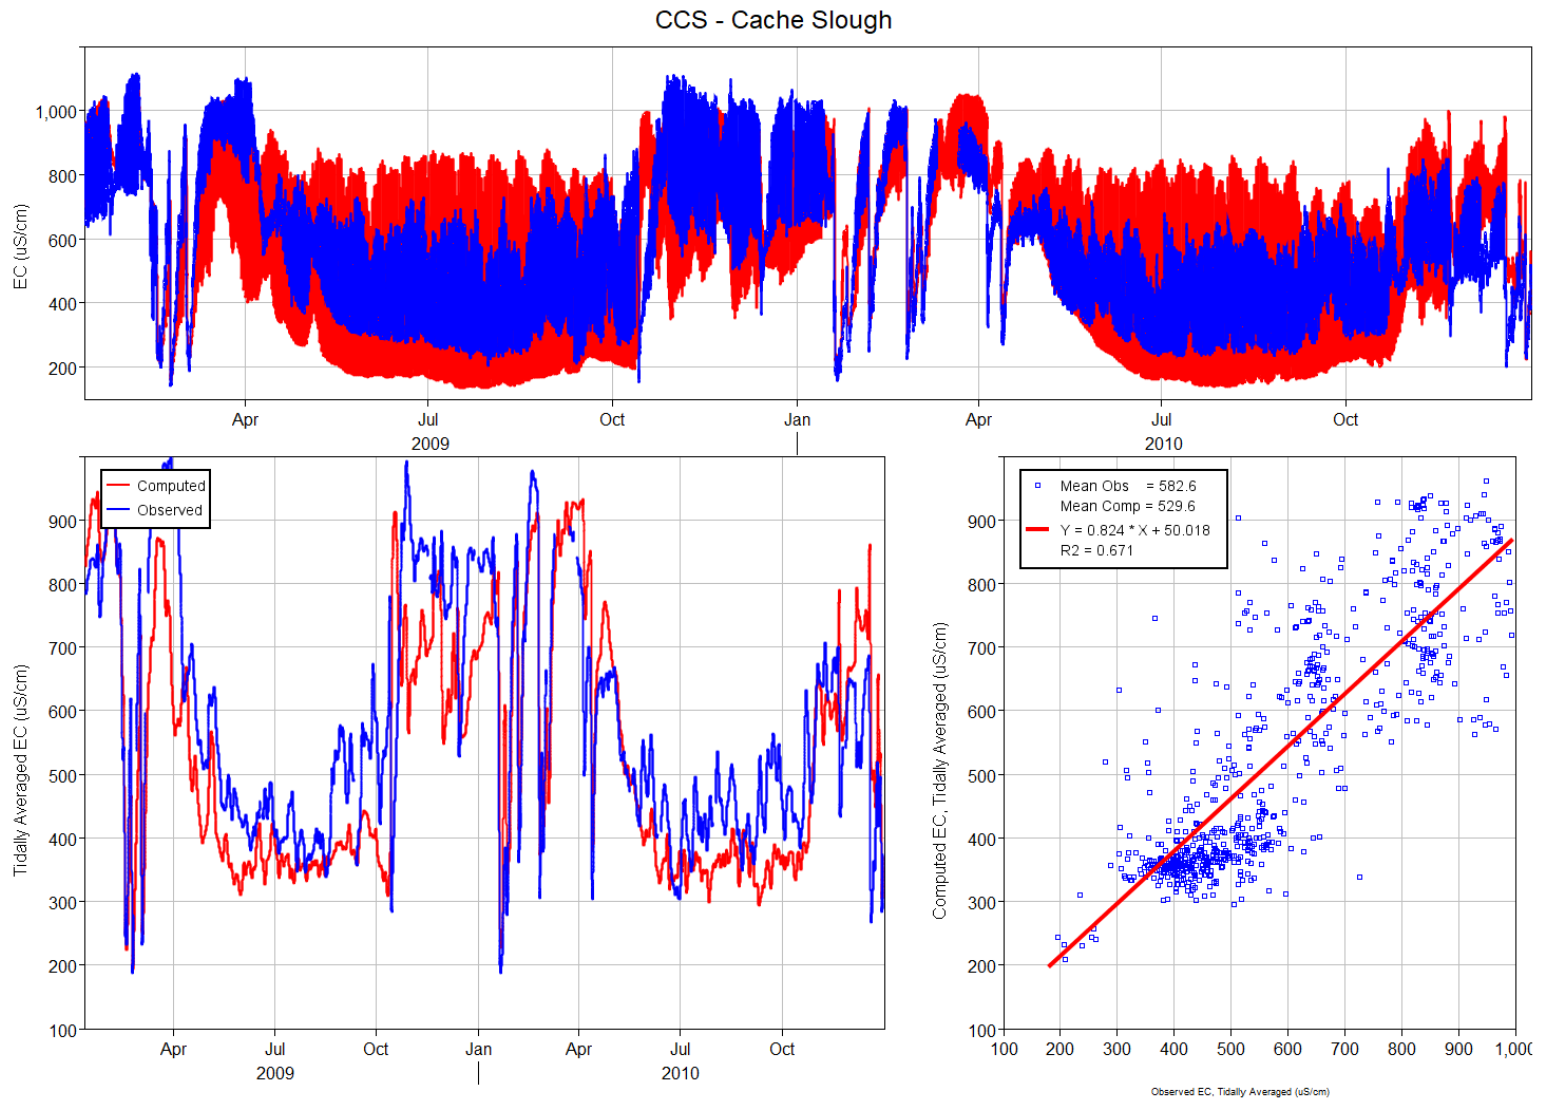 CCS - Cache Slough
EC (uS/cm)
1,000
800
600
400
200
Apr
Jul
Oct
Jan
Apr
Jul
Oct
2009
2010
Tidally Averaged EC (uS/cm)
900
800
700
600
500
400
300
200
100
Computed
Observed
Apr
Jul
Oct
Jan
Apr
Jul
Oct
2009
2010
Computed EC, Tidally Averaged (uS/cm)
900
800
700
600
500
400
300
200
100
Mean Obs = 582.6
Mean Comp = 529.6
Y = 0.824 * X + 50.018
R2 = 0.671
100
200
300
400
500
600
700
800
900
1,000
Observed EC, Tidally Averaged (uS/cm)